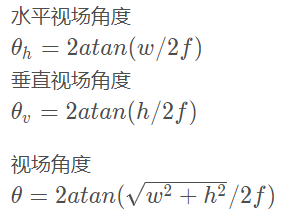 水平视场角度
θ_h = 2atan(w/2f)
垂直视场角度
θ_v = 2atan(h/2f)
视场角度
θ = 2atan(√(w² + h²)/2f)